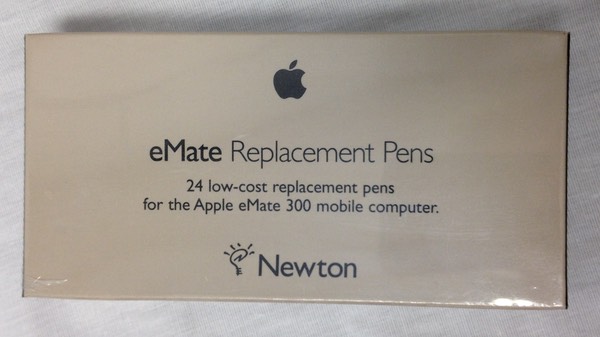 eMate Replacement Pens
24 low-cost replacement pens
for the Apple eMate 300 mobile computer.
Newton